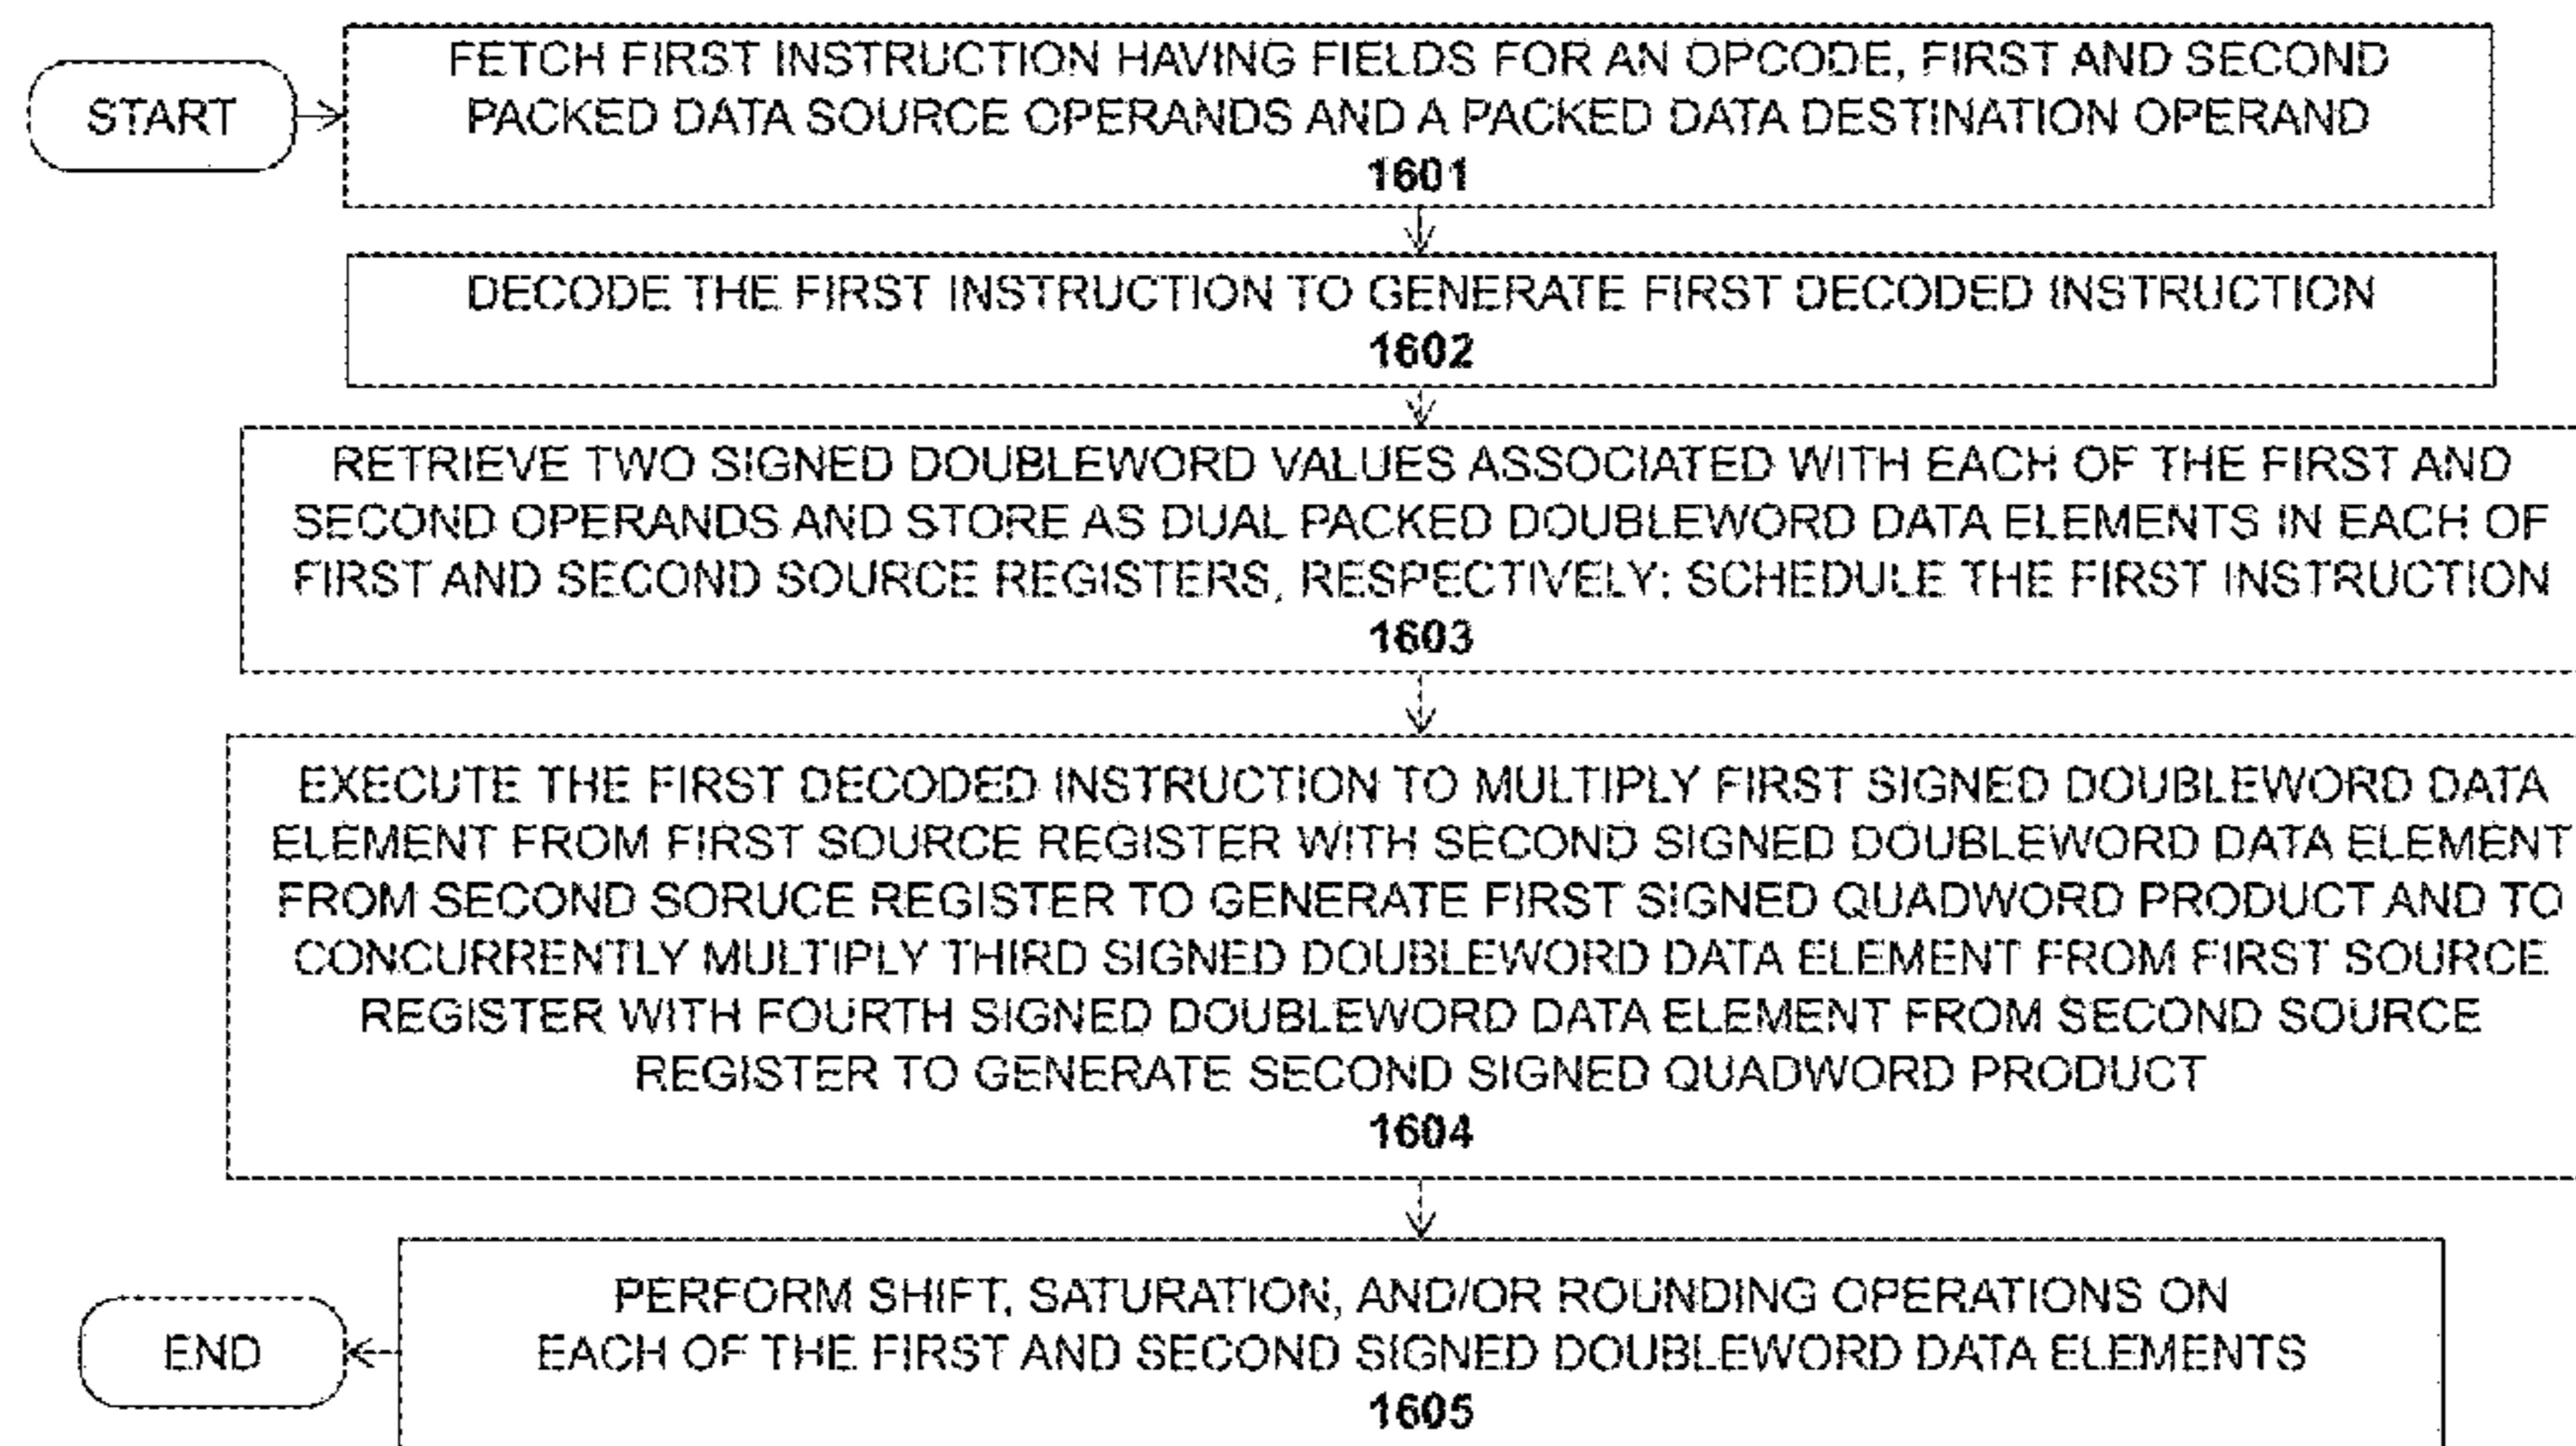 START
FETCH FIRST INSTRUCTION HAVING FIELDS FOR AN OPCODE, FIRST AND SECOND
PACKED DATA SOURCE OPERANDS AND A PACKED DATA DESTINATION OPERAND
1601
DECODE THE FIRST INSTRUCTION TO GENERATE FIRST DECODED INSTRUCTION
1602
RETRIEVE TWO SIGNED DOUBLEWORD VALUES ASSOCIATED WITH EACH OF THE FIRST AND
SECOND OPERANDS AND STORE AS DUAL PACKED DOUBLEWORD DATA ELEMENTS IN EACH OF
FIRST AND SECOND SOURCE REGISTERS, RESPECTIVELY; SCHEDULE THE FIRST INSTRUCTION
1603
EXECUTE THE FIRST DECODED INSTRUCTION TO MULTIPLY FIRST SIGNED DOUBLEWORD DATA
ELEMENT FROM FIRST SOURCE REGISTER WITH SECOND SIGNED DOUBLEWORD DATA ELEMENT
FROM SECOND SORUCE REGISTER TO GENERATE FIRST SIGNED QUADWORD PRODUCT AND TO
CONCURRENTLY MULTIPLY THIRD SIGNED DOUBLEWORD DATA ELEMENT FROM FIRST SOURCE
REGISTER WITH FOURTH SIGNED DOUBLEWORD DATA ELEMENT FROM SECOND SOURCE
REGISTER TO GENERATE SECOND SIGNED QUADWORD PRODUCT
1604
PERFORM SHIFT, SATURATION, AND/OR ROUNDING OPERATIONS ON
EACH OF THE FIRST AND SECOND SIGNED DOUBLEWORD DATA ELEMENTS
1605
END